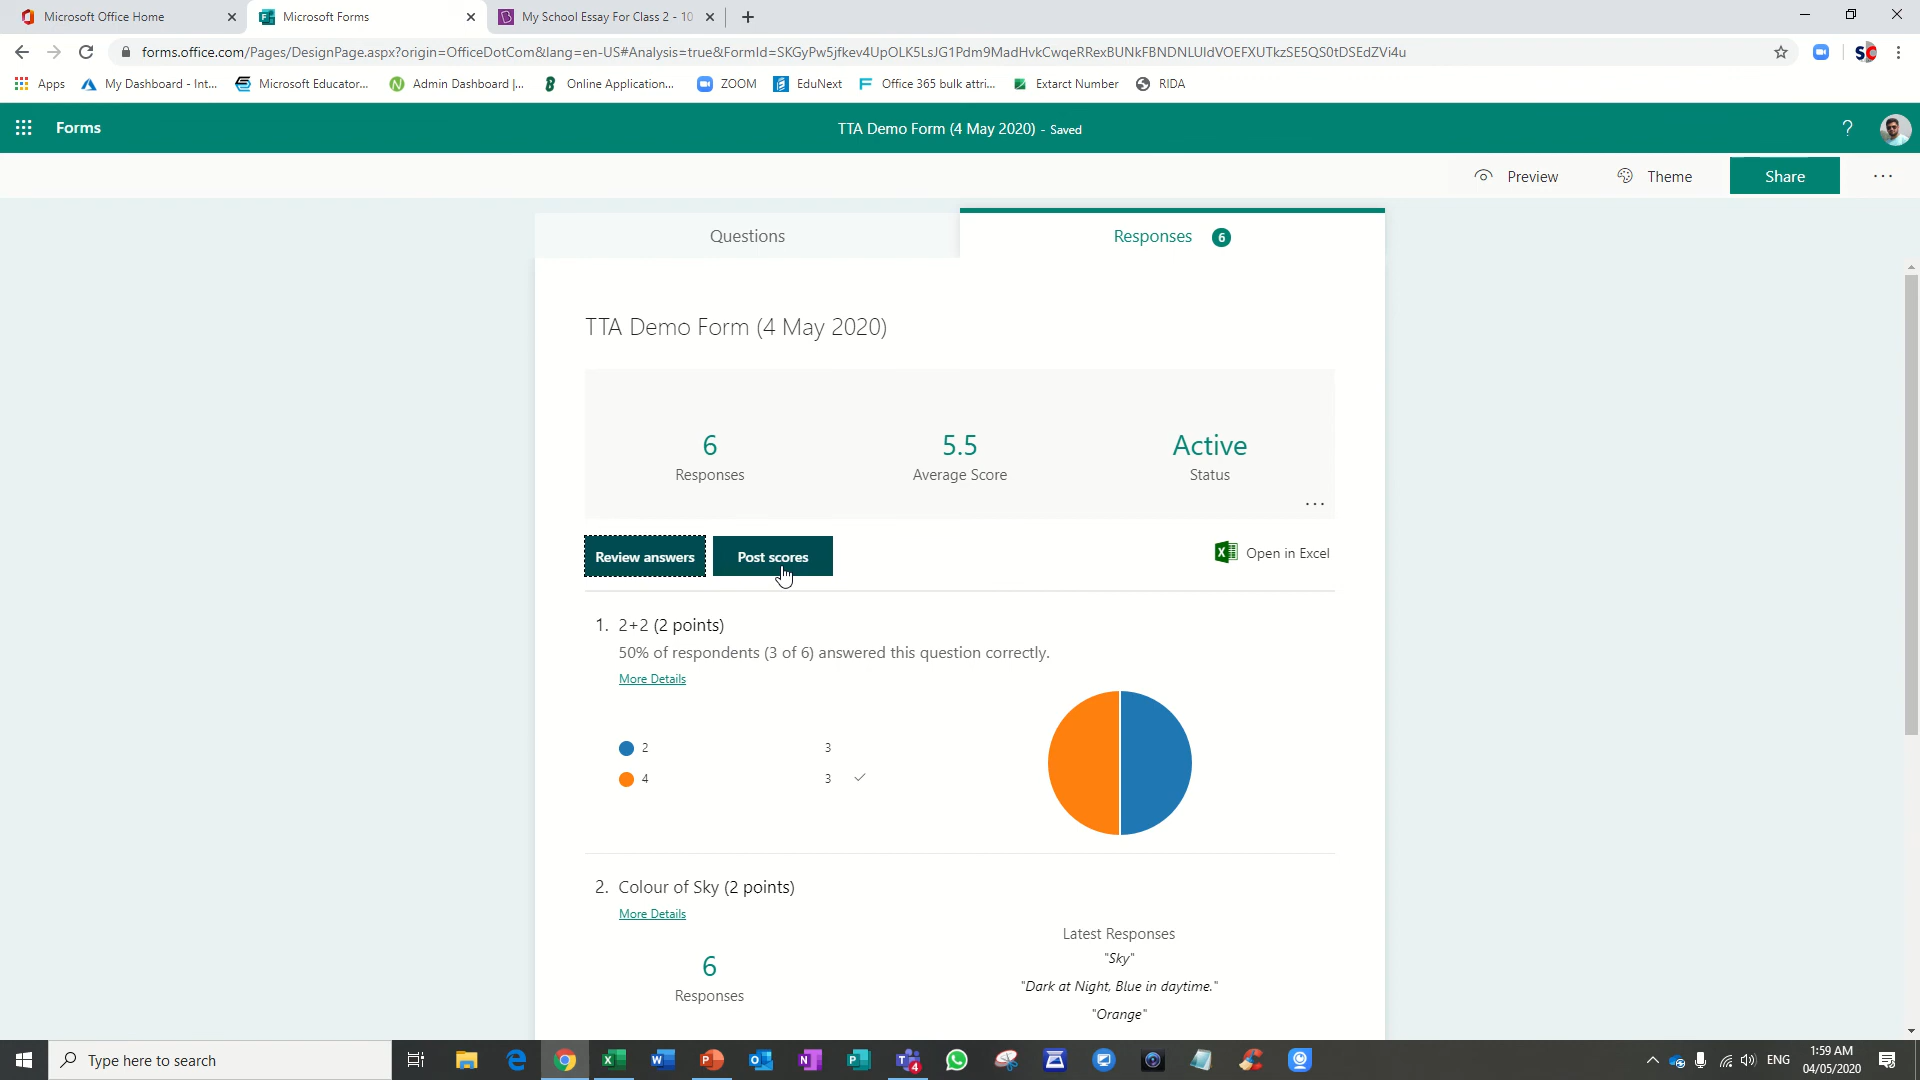 Microsoft Office Home
Microsoft Forms
My School Essay For Class 2 - 10
forms.office.com/Pages/DesignPage.aspx?origin=OfficeDotCom&lang=en-US#Analysis=true&FormId=SKGyPw5jfkev4UpOLK5LsJG1Pdm9MadHvkCwqeRRexBUNkFBNDNLUldVOEFXUTkzSE5QS0tDSEdZVi4u
Apps
My Dashboard - Int...
Microsoft Educator...
Admin Dashboard |...
Online Application...
ZOOM
EduNext
Office 365 bulk attri...
Extarct Number
RIDA
Forms
TTA Demo Form (4 May 2020) - Saved
?
Preview
Theme
Share
...
Questions
Responses 6
TTA Demo Form (4 May 2020)
6
Responses
5.5
Average Score
Active
Status
...
Review answers
Post scores
Open in Excel
1. 2+2 (2 points)
50% of respondents (3 of 6) answered this question correctly.
More Details
2 3
4 3
2. Colour of Sky (2 points)
More Details
6
Responses
Latest Responses
"Sky"
"Dark at Night, Blue in daytime."
"Orange"
Type here to search
4
ENG
1:59 AM
04/05/2020